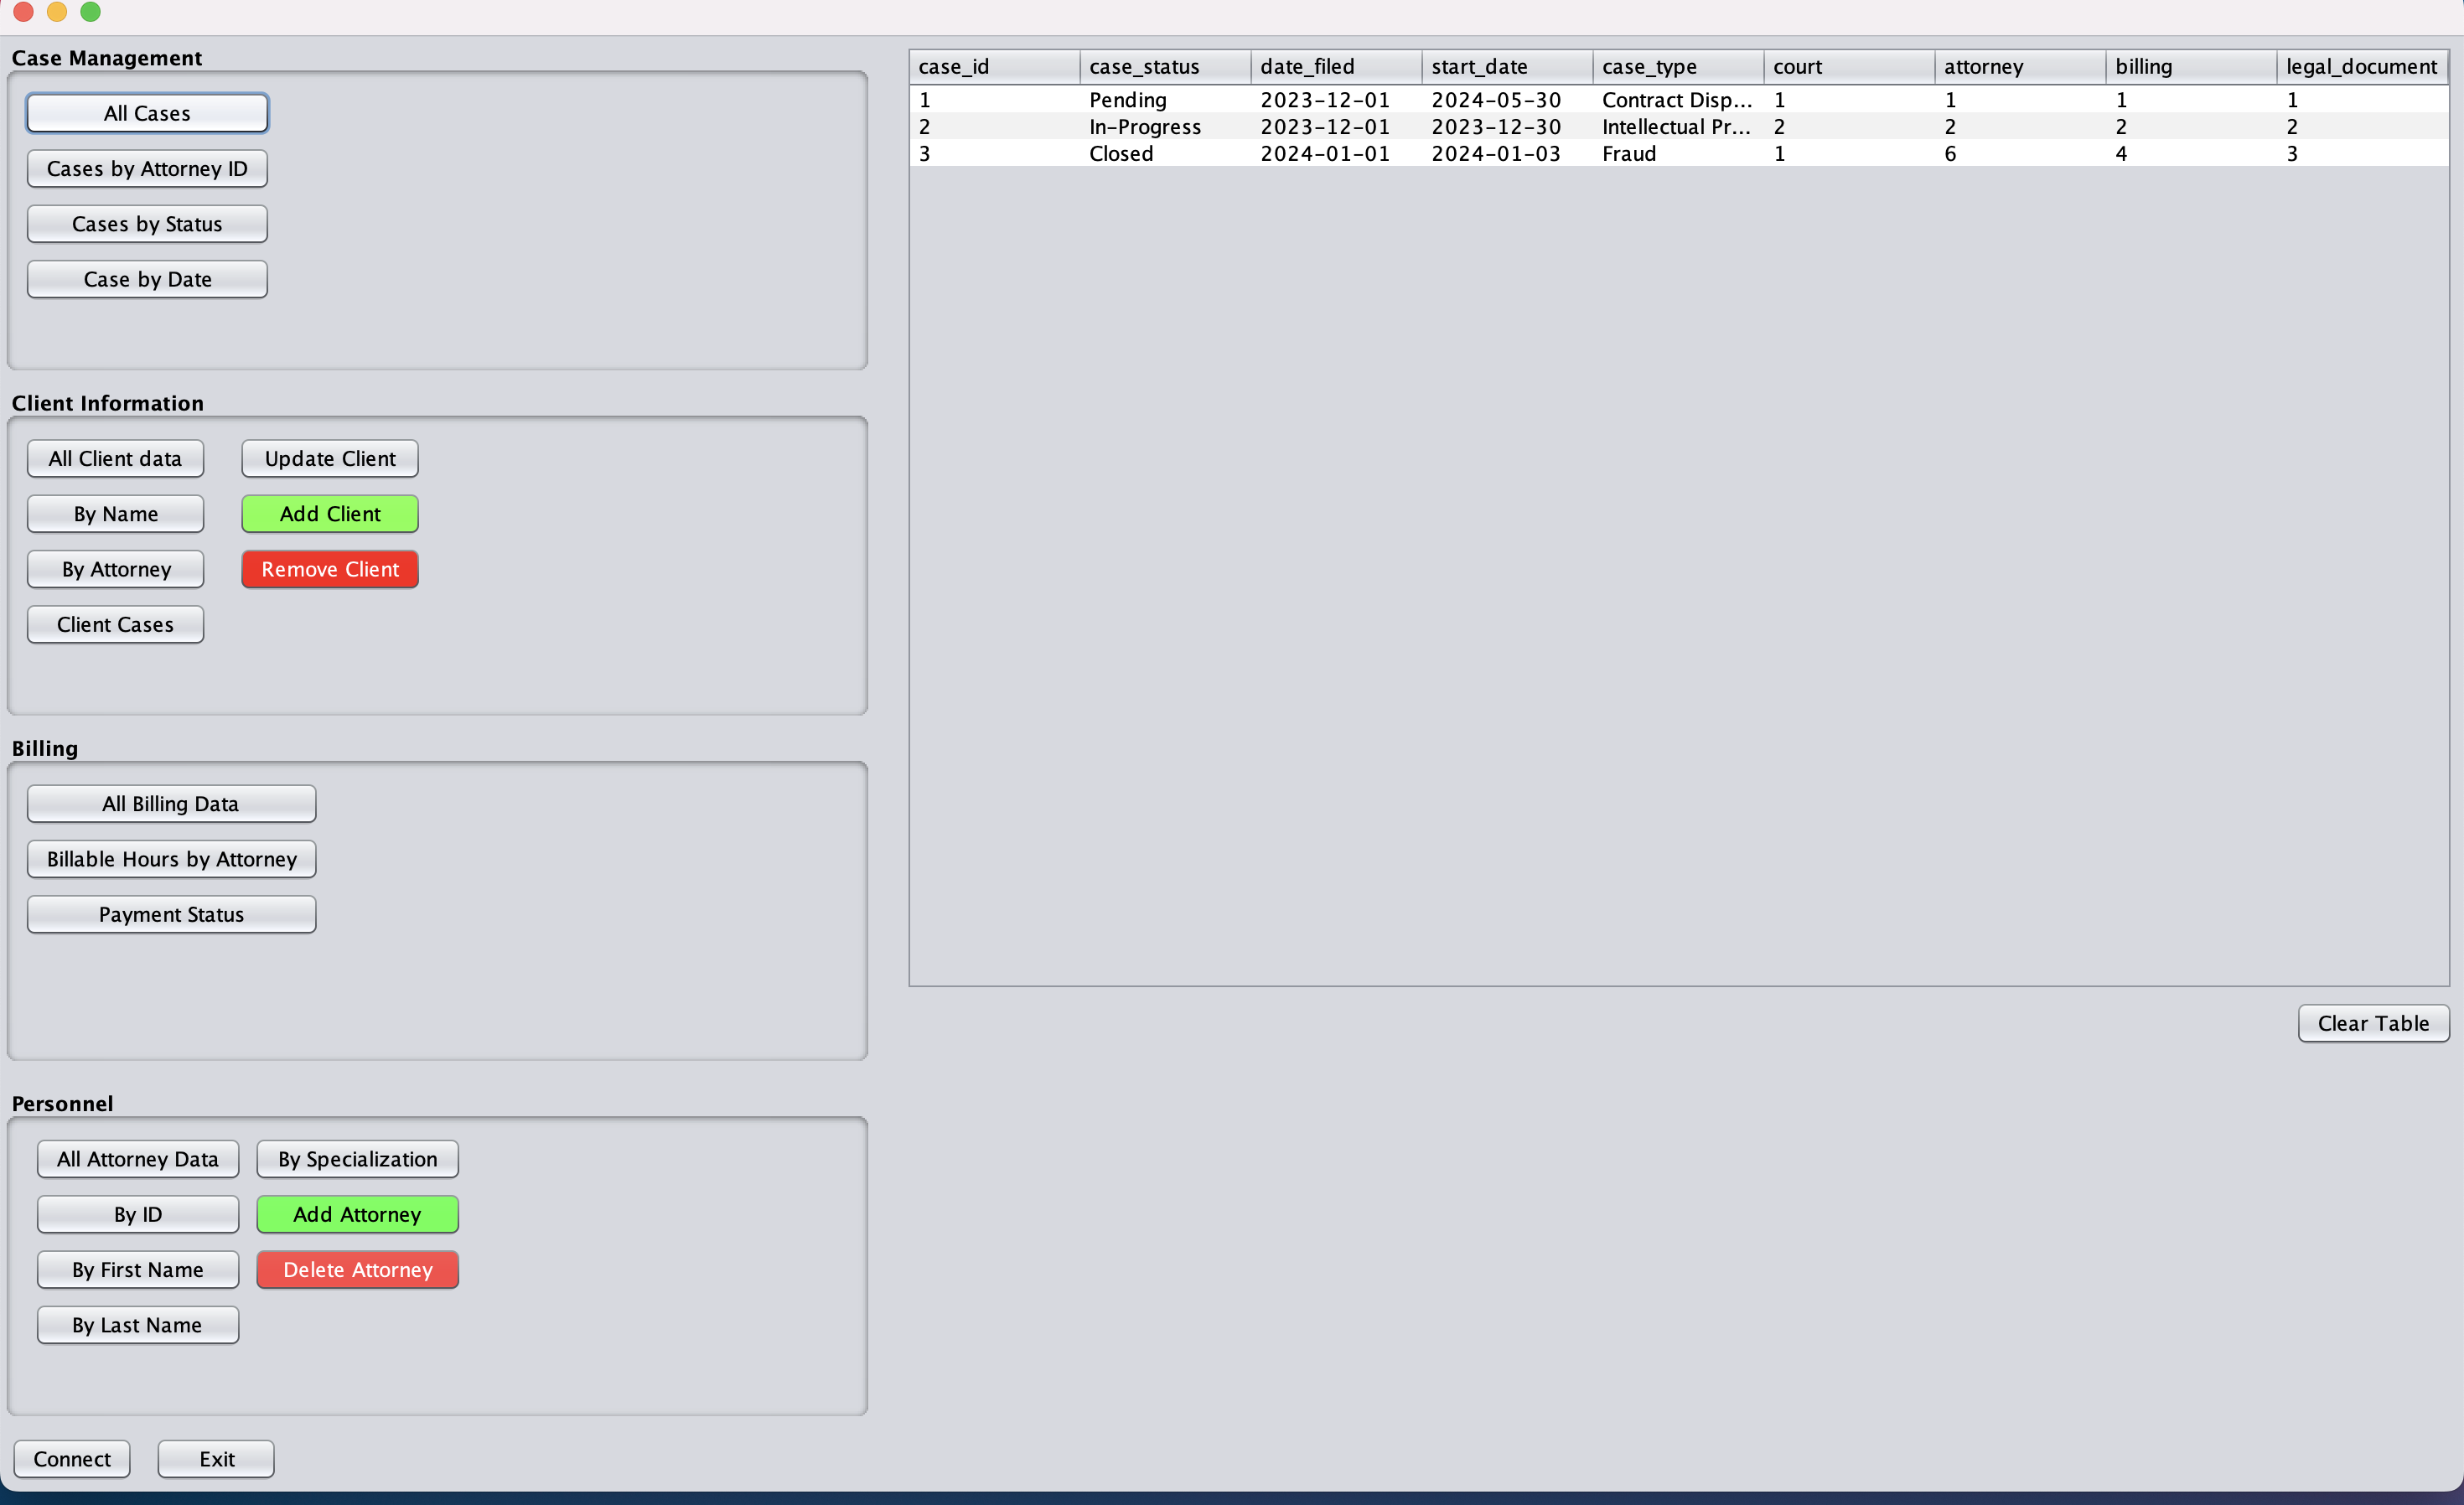 Case Management
All Cases
Cases by Attorney ID
Cases by Status
Case by Date
Client Information
All Client data
Update Client
By Name
Add Client
By Attorney
Remove Client
Client Cases
Billing
All Billing Data
Billable Hours by Attorney
Payment Status
Personnel
All Attorney Data
By Specialization
By ID
Add Attorney
By First Name
Delete Attorney
By Last Name
Connect
Exit
case_id case_status date_filed start_date case_type court attorney billing legal_document
1 Pending 2023-12-01 2024-05-30 Contract Disp... 1 1 1 1
2 In-Progress 2023-12-01 2023-12-30 Intellectual Pr... 2 2 2 2
3 Closed 2024-01-01 2024-01-03 Fraud 1 6 4 3
Clear Table